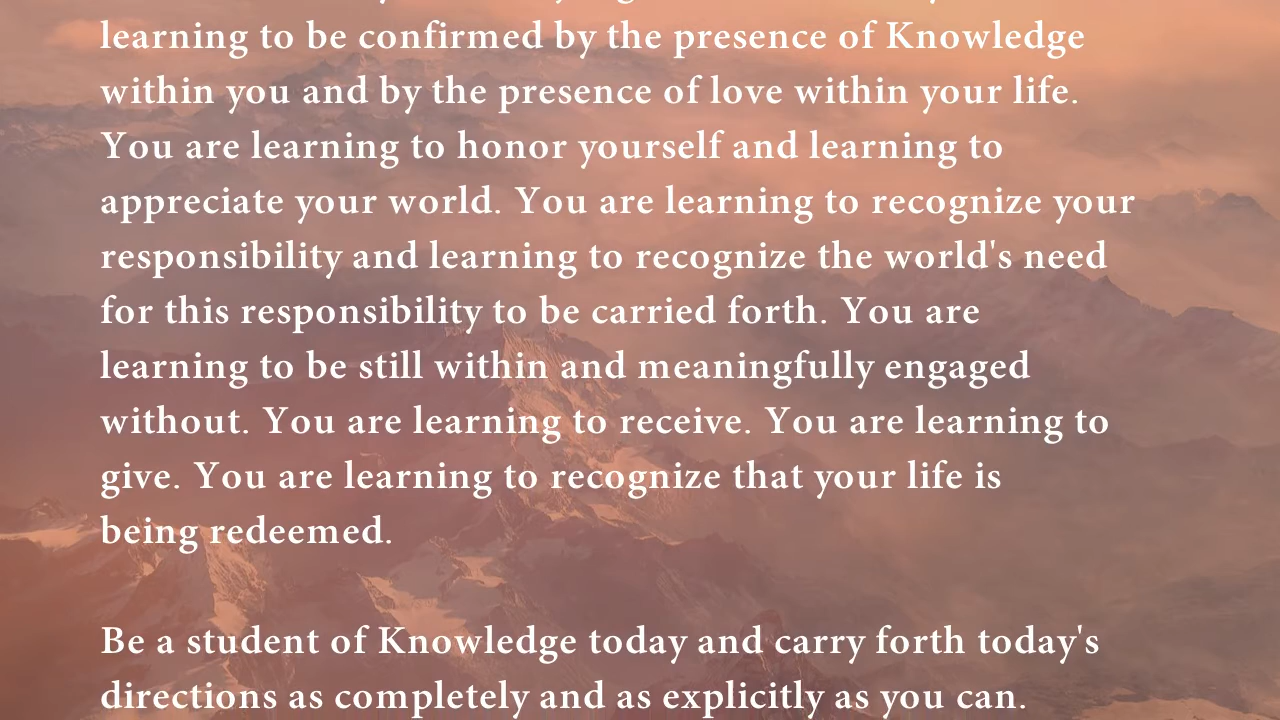 learning to be confirmed by the presence of Knowledge
within you and by the presence of love within your life.
You are learning to honor yourself and learning to
appreciate your world. You are learning to recognize your
responsibility and learning to recognize the world's need
for this responsibility to be carried forth. You are
learning to be still within and meaningfully engaged
without. You are learning to receive. You are learning to
give. You are learning to recognize that your life is
being redeemed.
Be a student of Knowledge today and carry forth today's
directions as completely and as explicitly as you can.